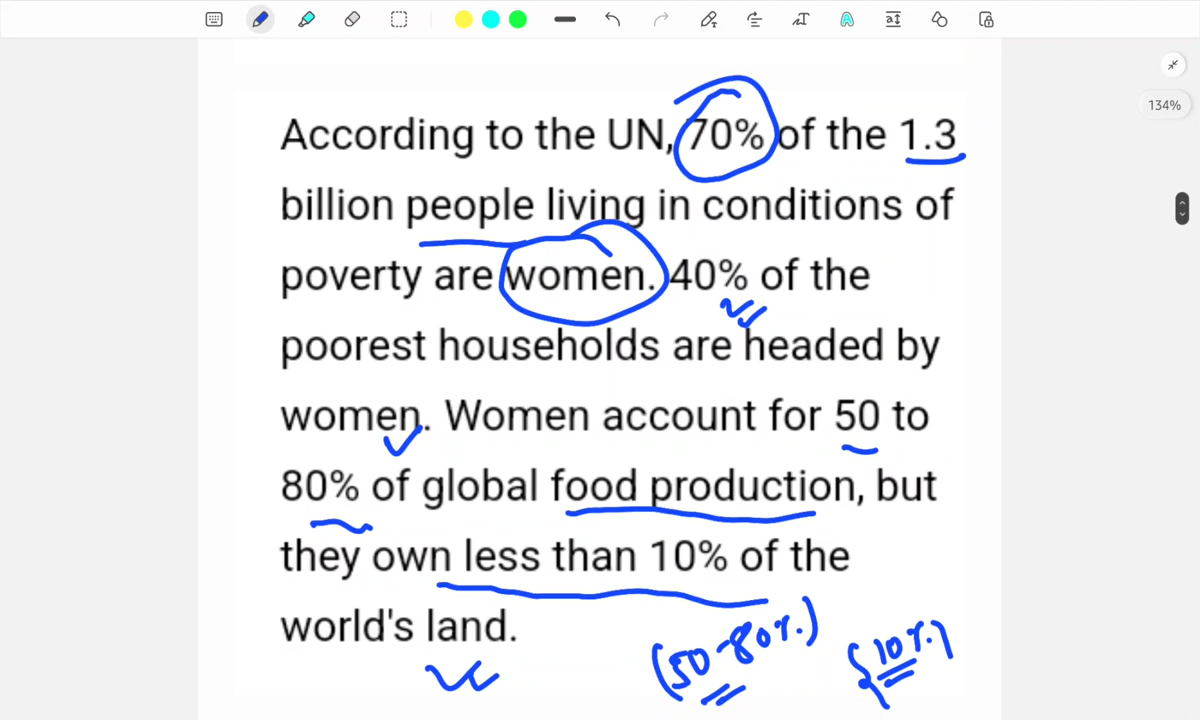 134%
According to the UN, 70% of the 1.3
billion people living in conditions of
poverty are women. 40% of the
poorest households are headed by
women. Women account for 50 to
80% of global food production, but
they own less than 10% of the
world's land.
(50-80%.) {10%.)